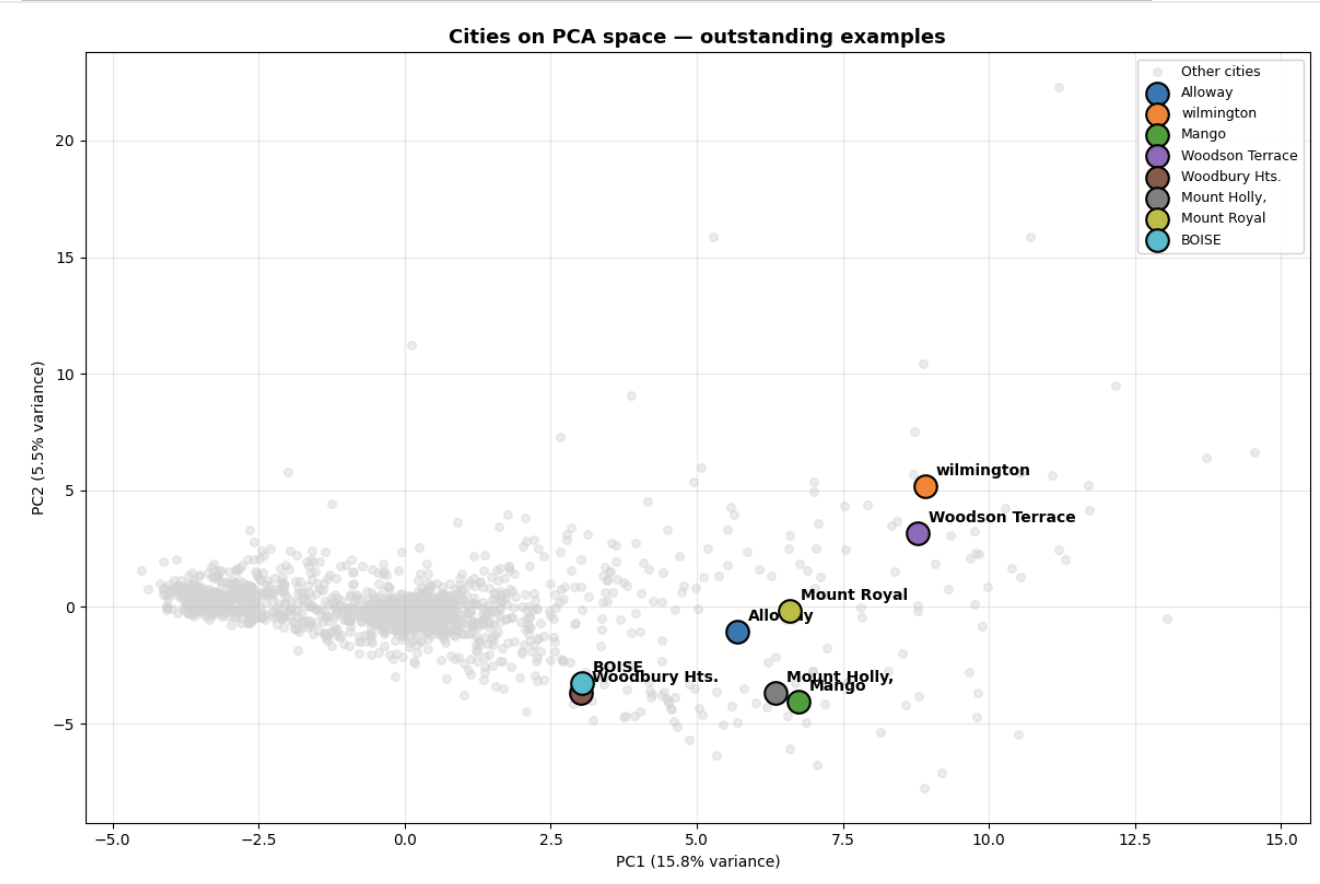 Cities on PCA space — outstanding examples
Other cities
Alloway
wilmington
Mango
Woodson Terrace
Woodbury Hts.
Mount Holly,
Mount Royal
BOISE
20
15
10
5
0
−5
PC2 (5.5% variance)
wilmington
Woodson Terrace
Mount Royal
Alloway
BOISE
Woodbury Hts.
Mount Holly,
Mango
−5.0
−2.5
0.0
2.5
5.0
7.5
10.0
12.5
15.0
PC1 (15.8% variance)